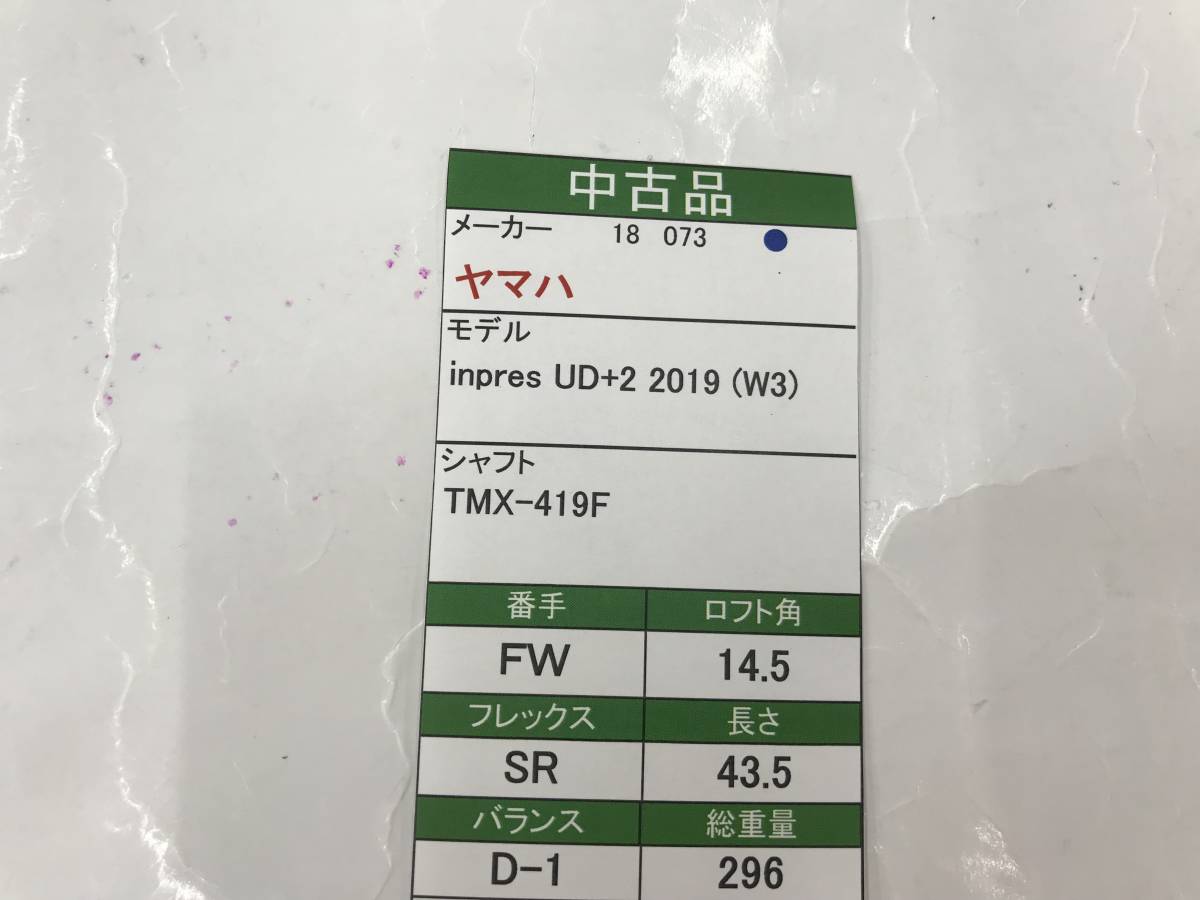 中古品
メーカー 18 073
ヤマハ
モデル
inpres UD+2 2019 (W3)
シャフト
TMX-419F
番手 ロフト角
FW 14.5
フレックス 長さ
SR 43.5
バランス 総重量
D-1 296